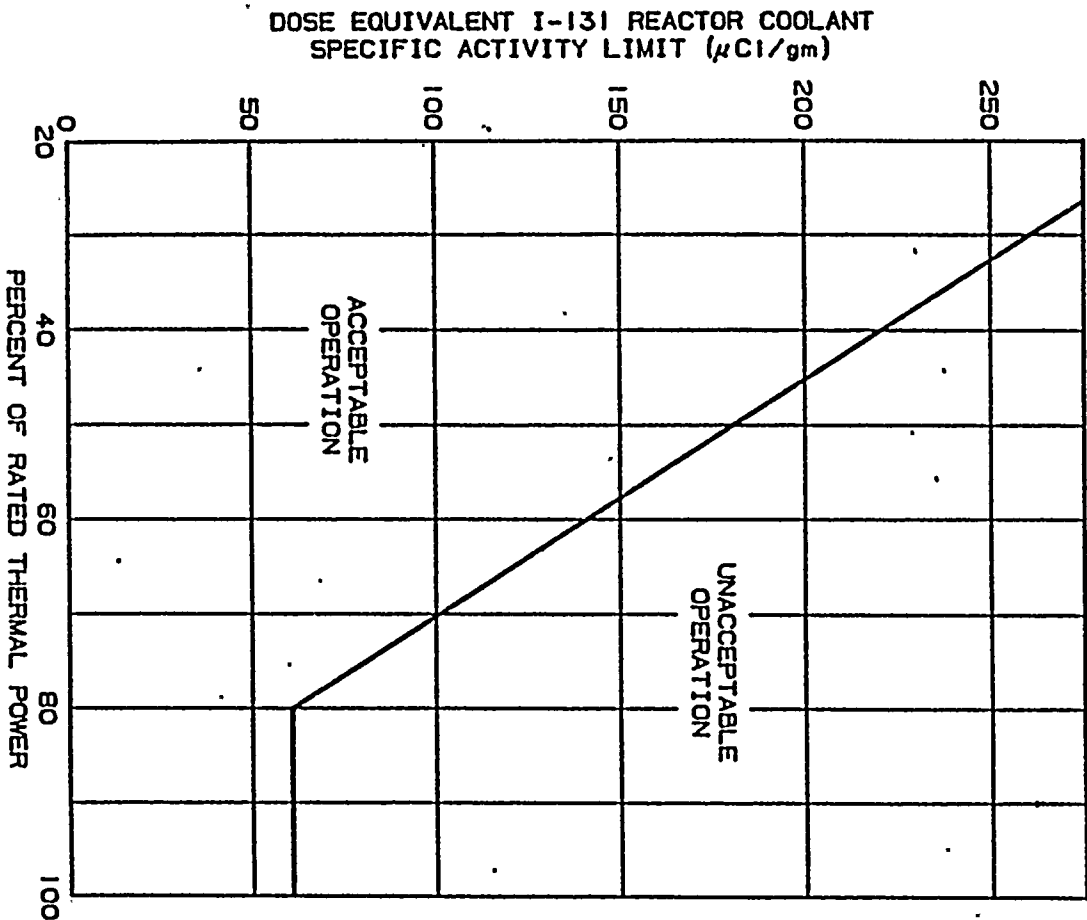 DOSE EQUIVALENT I-131 REACTOR COOLANT
SPECIFIC ACTIVITY LIMIT (μCi/gm)
250
200
150
100
50
0
20
40
60
80
100
ACCEPTABLE
OPERATION
UNACCEPTABLE
OPERATION
PERCENT OF RATED THERMAL POWER